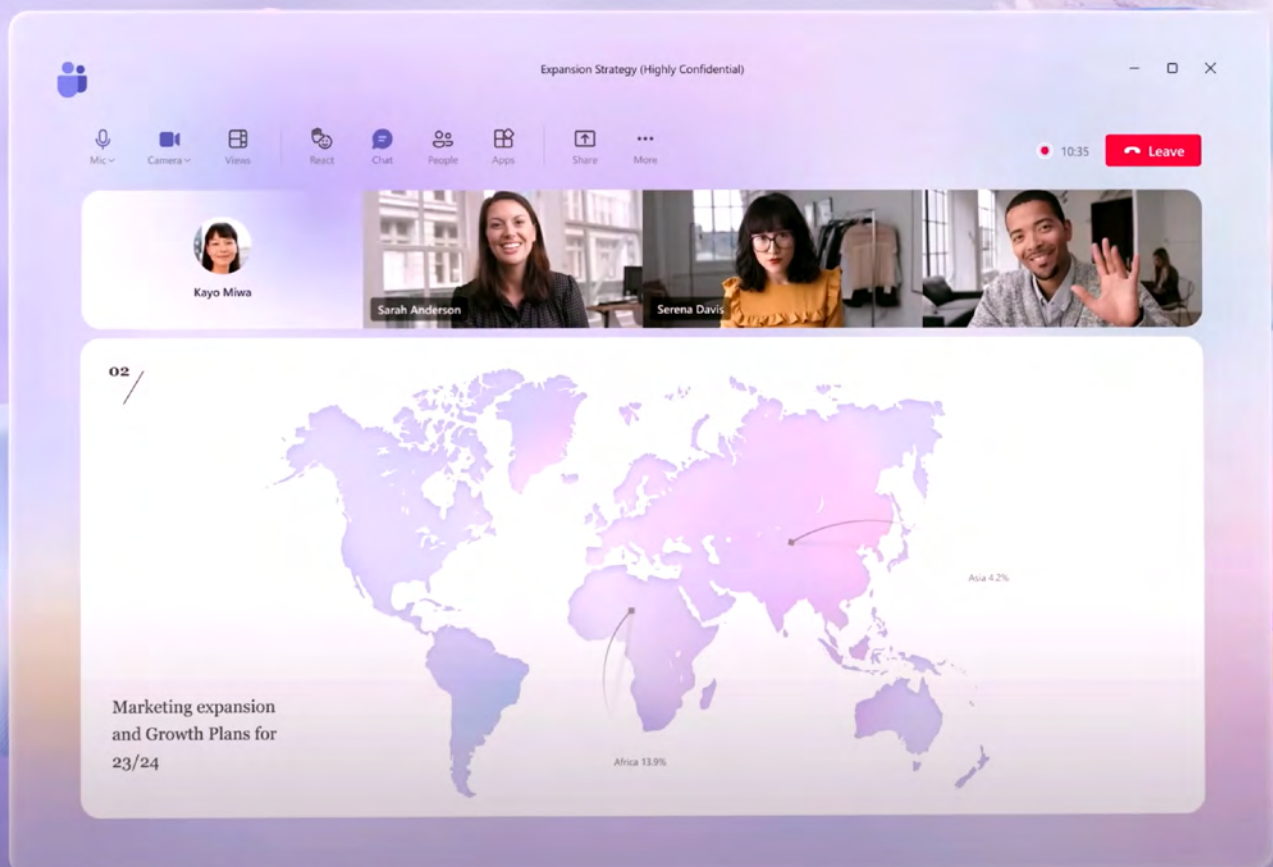 Expansion Strategy (Highly Confidential)
Mic
Camera
Views
React
Chat
People
Apps
Share
More
10:35
Leave
Kayo Miwa
Sarah Anderson
Serena Davis
02
Asia 4.2%
Marketing expansion
and Growth Plans for
23/24
Africa 13.9%